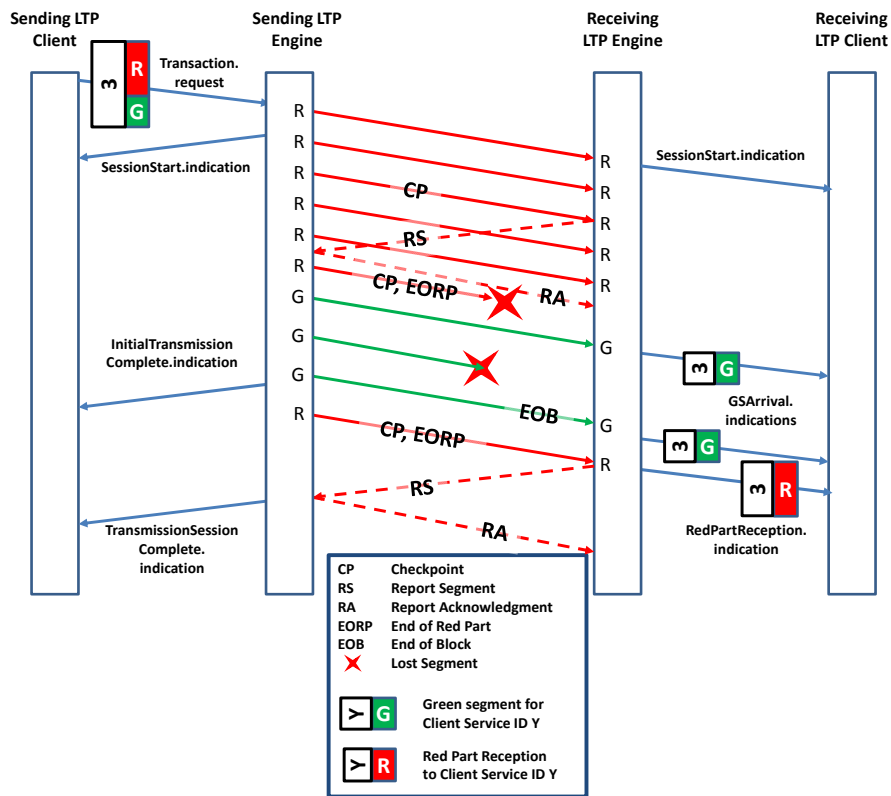 Sending LTP
Client
Sending LTP
Engine
Receiving
LTP Engine
Receiving
LTP Client
3
R
G
Transaction.
request
SessionStart.indication
SessionStart.indication
R
R
R
R
R
R
G
G
G
R
R
R
R
R
R
G
G
R
CP
RS
CP, EORP
RA
EOB
CP, EORP
RS
RA
InitialTransmission
Complete.indication
3
G
GSArrival.
indications
3
G
3
R
RedPartReception.
indication
TransmissionSession
Complete.
indication
CP Checkpoint
RS Report Segment
RA Report Acknowledgment
EORP End of Red Part
EOB End of Block
Lost Segment
Y G
Green segment for
Client Service ID Y
Y R
Red Part Reception
to Client Service ID Y